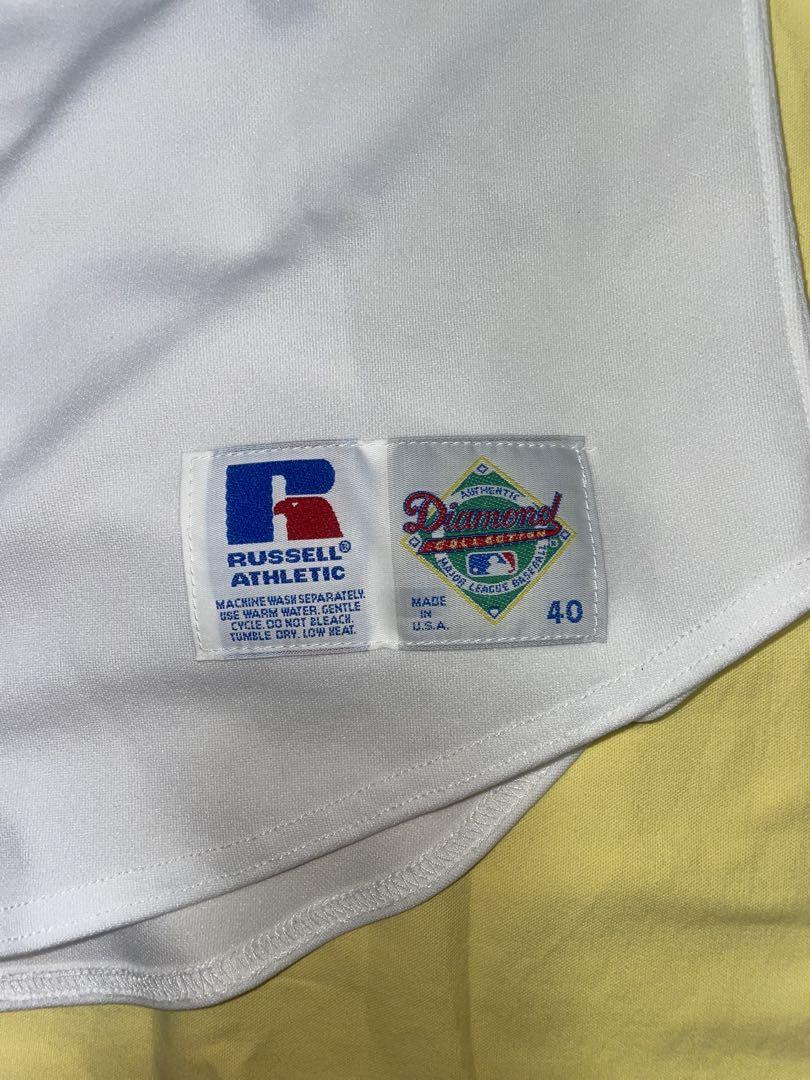 RUSSELL®
ATHLETIC
MACHINE WASH SEPARATELY.
USE WARM WATER. GENTLE
CYCLE. DO NOT BLEACH.
TUMBLE DRY. LOW HEAT.
AUTHENTIC
Diamond
COLLECTION
MAJOR LEAGUE BASEBALL
MADE
IN
U.S.A.
40